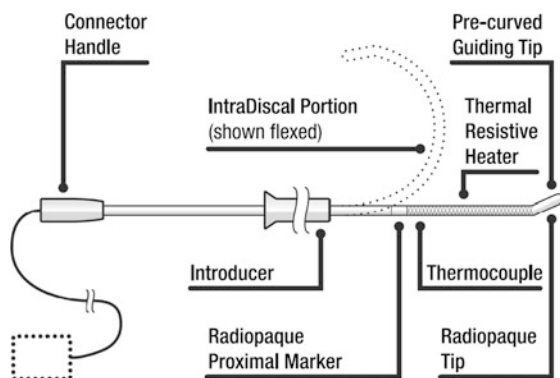 Connector
Handle
Pre-curved
Guiding Tip
IntraDiscal Portion
(shown flexed)
Thermal
Resistive
Heater
Introducer
Thermocouple
Radiopaque
Proximal Marker
Radiopaque
Tip